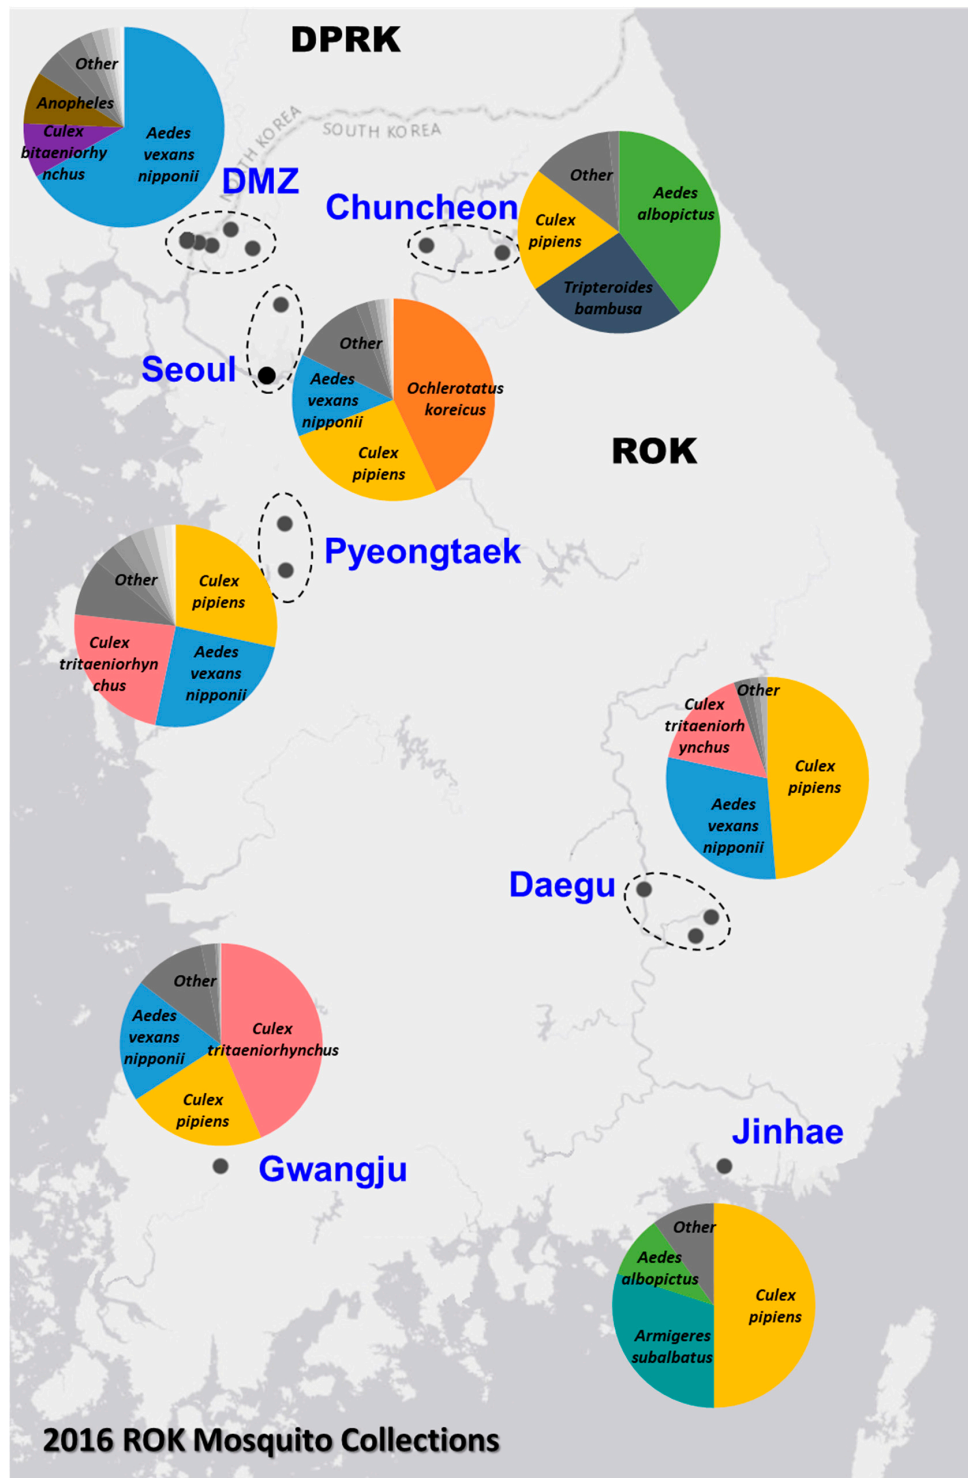 DPRK
Other
Anopheles
Culex
bitaeniorhy
nchus
Aedes
vexans
nipponii
NORTH KOREA
SOUTH KOREA
DMZ
Chuncheon
Other
Aedes
albopictus
Culex
pipiens
Tripteroides
bambusa
Seoul
Other
Aedes
vexans
nipponii
Ochlerotatus
koreicus
Culex
pipiens
ROK
Pyeongtaek
Other
Culex
pipiens
Culex
tritaeniorhyn
chus
Aedes
vexans
nipponii
Other
Culex
tritaeniorh
ynchus
Culex
pipiens
Aedes
vexans
nipponii
Daegu
Other
Aedes
vexans
nipponii
Culex
tritaeniorhynchus
Culex
pipiens
Gwangju
Jinhae
Other
Aedes
albopictus
Culex
pipiens
Armigeres
subalbatus
2016 ROK Mosquito Collections